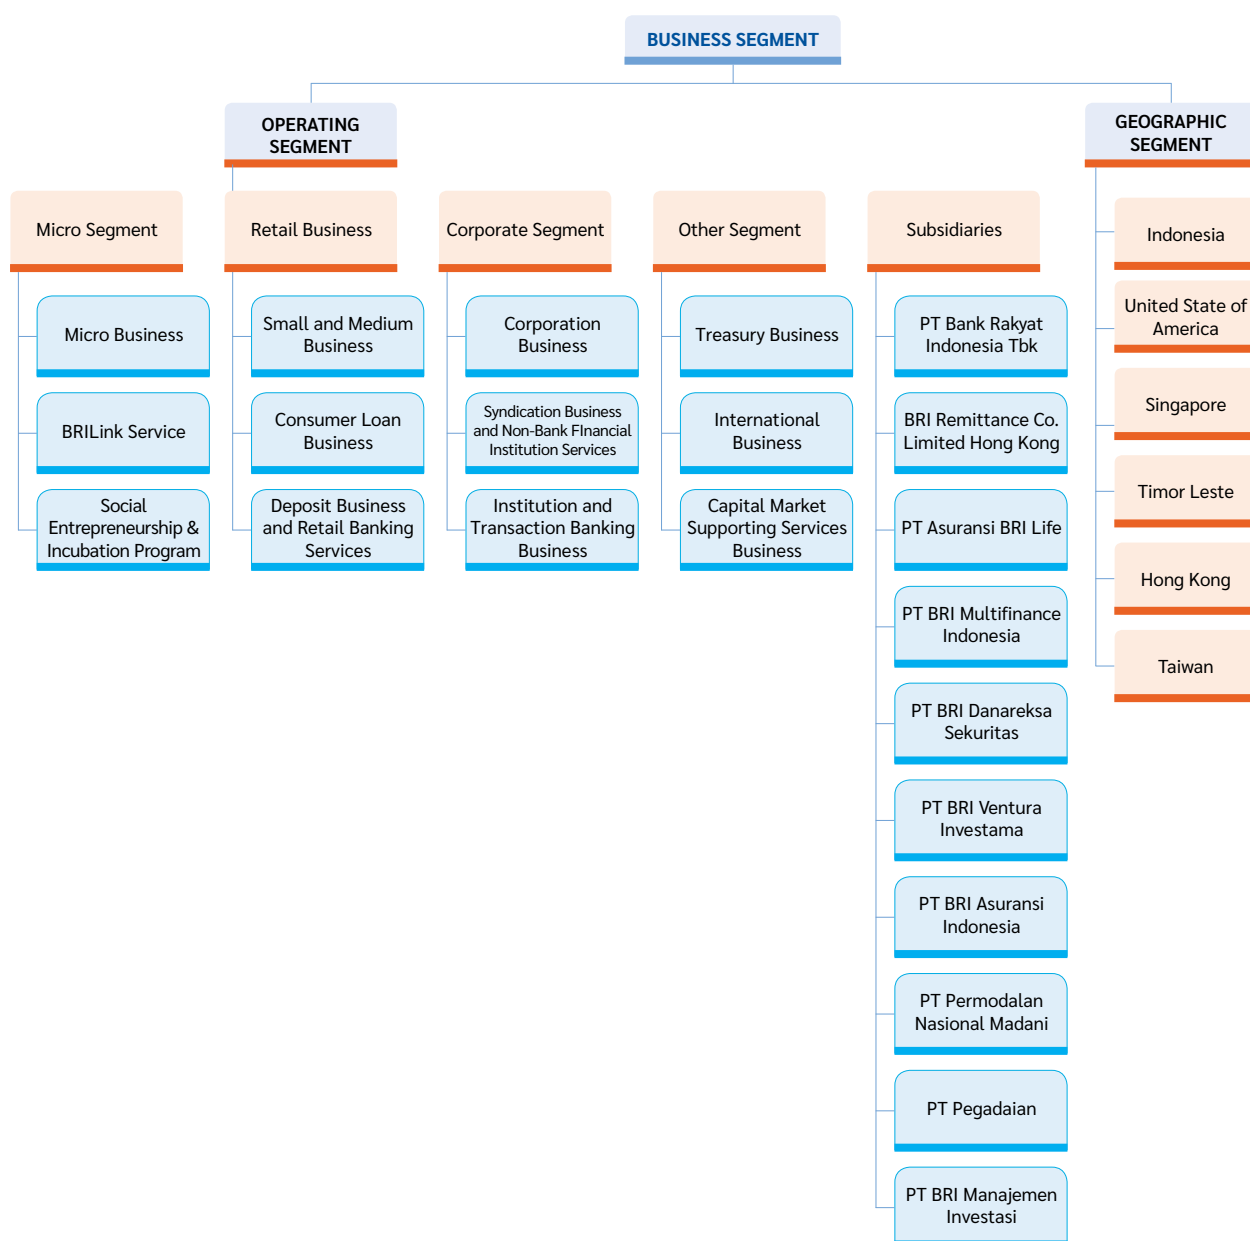 BUSINESS SEGMENT
OPERATING
SEGMENT
GEOGRAPHIC
SEGMENT
Micro Segment
Micro Business
BRILink Service
Social
Entrepreneurship &
Incubation Program
Retail Business
Small and Medium
Business
Consumer Loan
Business
Deposit Business
and Retail Banking
Services
Corporate Segment
Corporation
Business
Syndication Business
and Non-Bank FInancial
Institution Services
Institution and
Transaction Banking
Business
Other Segment
Treasury Business
International
Business
Capital Market
Supporting Services
Business
Subsidiaries
PT Bank Rakyat
Indonesia Tbk
BRI Remittance Co.
Limited Hong Kong
PT Asuransi BRI Life
PT BRI Multifinance
Indonesia
PT BRI Danareksa
Sekuritas
PT BRI Ventura
Investama
PT BRI Asuransi
Indonesia
PT Permodalan
Nasional Madani
PT Pegadaian
PT BRI Manajemen
Investasi
Indonesia
United State of
America
Singapore
Timor Leste
Hong Kong
Taiwan